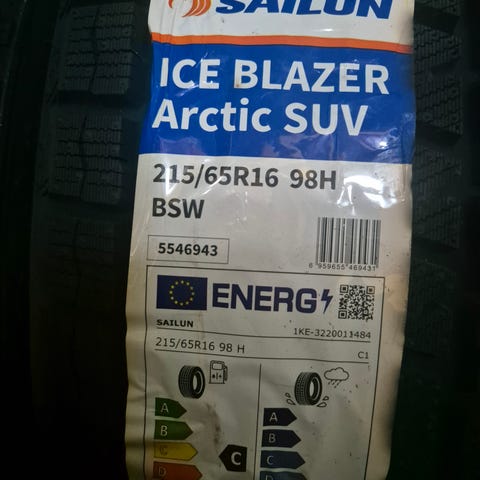 SAILUN
ICE BLAZER
Arctic SUV
215/65R16 98H
BSW
5546943
6 959655 469431
ENERG
SAILUN
1KE-3220011484
215/65R16 98 H
C1
A
A
B
B
C
C
C
D
D